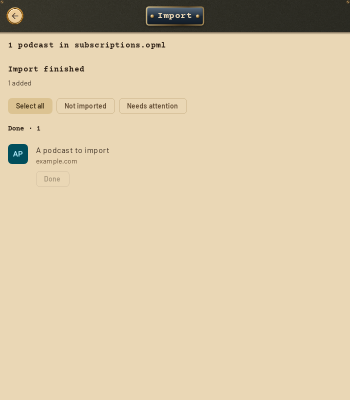 Import
1 podcast in subscriptions.opml
Import finished
1 added
Select all
Not imported
Needs attention
Done · 1
AP
A podcast to import
example.com
Done